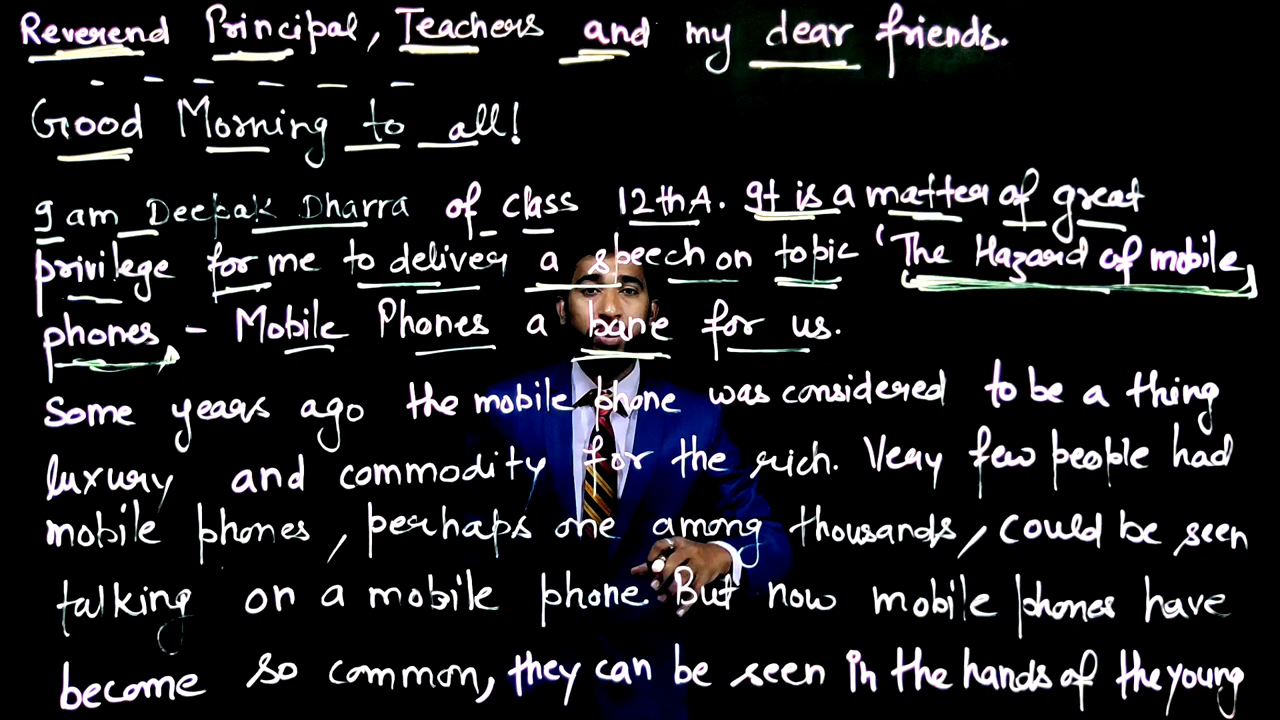 Reverend Principal, Teachers and my dear friends.
Good Morning to all!
I am Deepak Dharra of class 12th A. It is a matter of great
privilege for me to deliver a speech on topic 'The Hazard of mobile
phones - Mobile Phones a bane for us.
Some years ago the mobile phone was considered to be a thing
luxury and commodity for the rich. Very few people had
mobile phones, perhaps one among thousands, could be seen
talking on a mobile phone. But now mobile phones have
become so common, they can be seen in the hands of the young